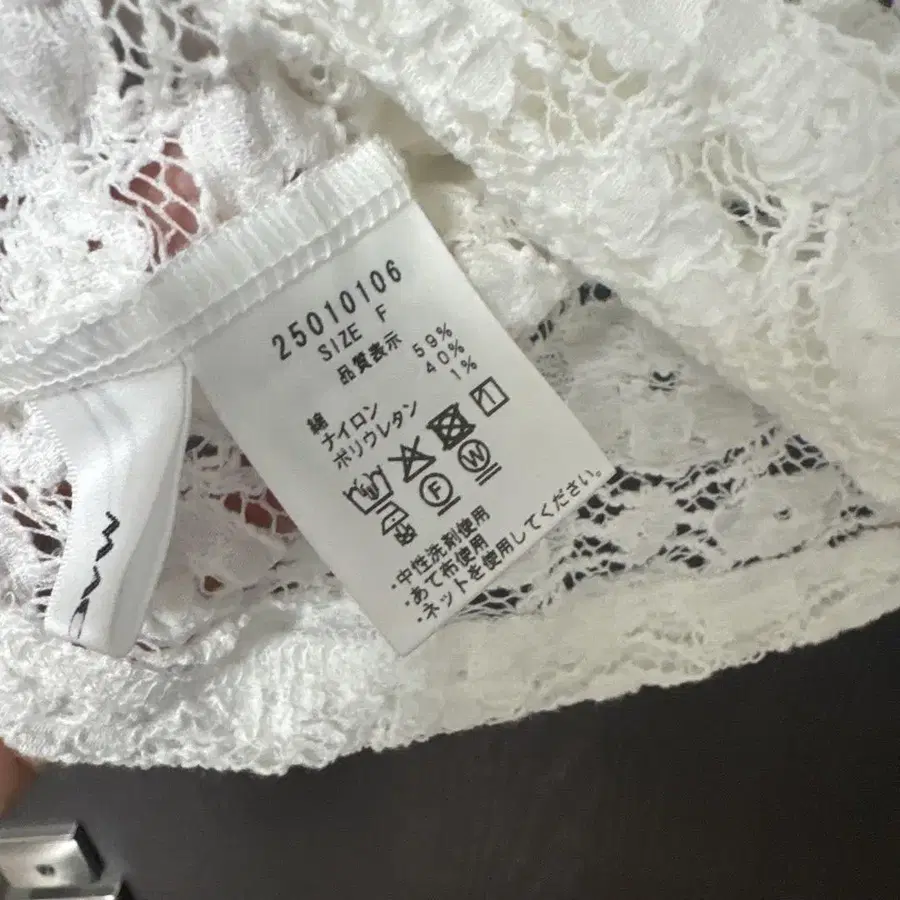 25010106
SIZE F
品質表示
綿 59%
ナイロン 40%
ポリウレタン 1%
F W
・中性洗剤使用
・あて布使用
・ネットを使用してください。